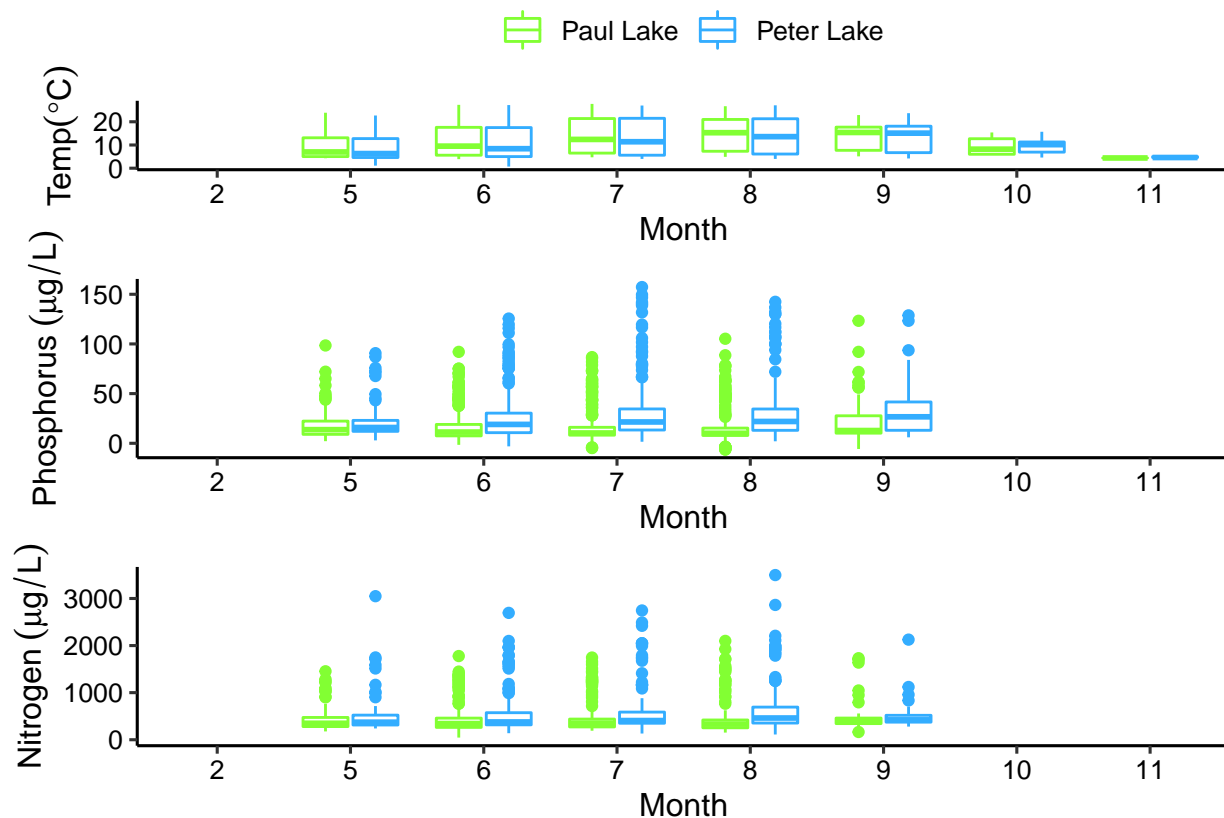 Paul Lake Peter Lake
Temp(°C)
20
10
0
2 5 6 7 8 9 10 11
Month
Phosphorus (μg/L)
150
100
50
0
2 5 6 7 8 9 10 11
Month
Nitrogen (μg/L)
3000
2000
1000
0
2 5 6 7 8 9 10 11
Month